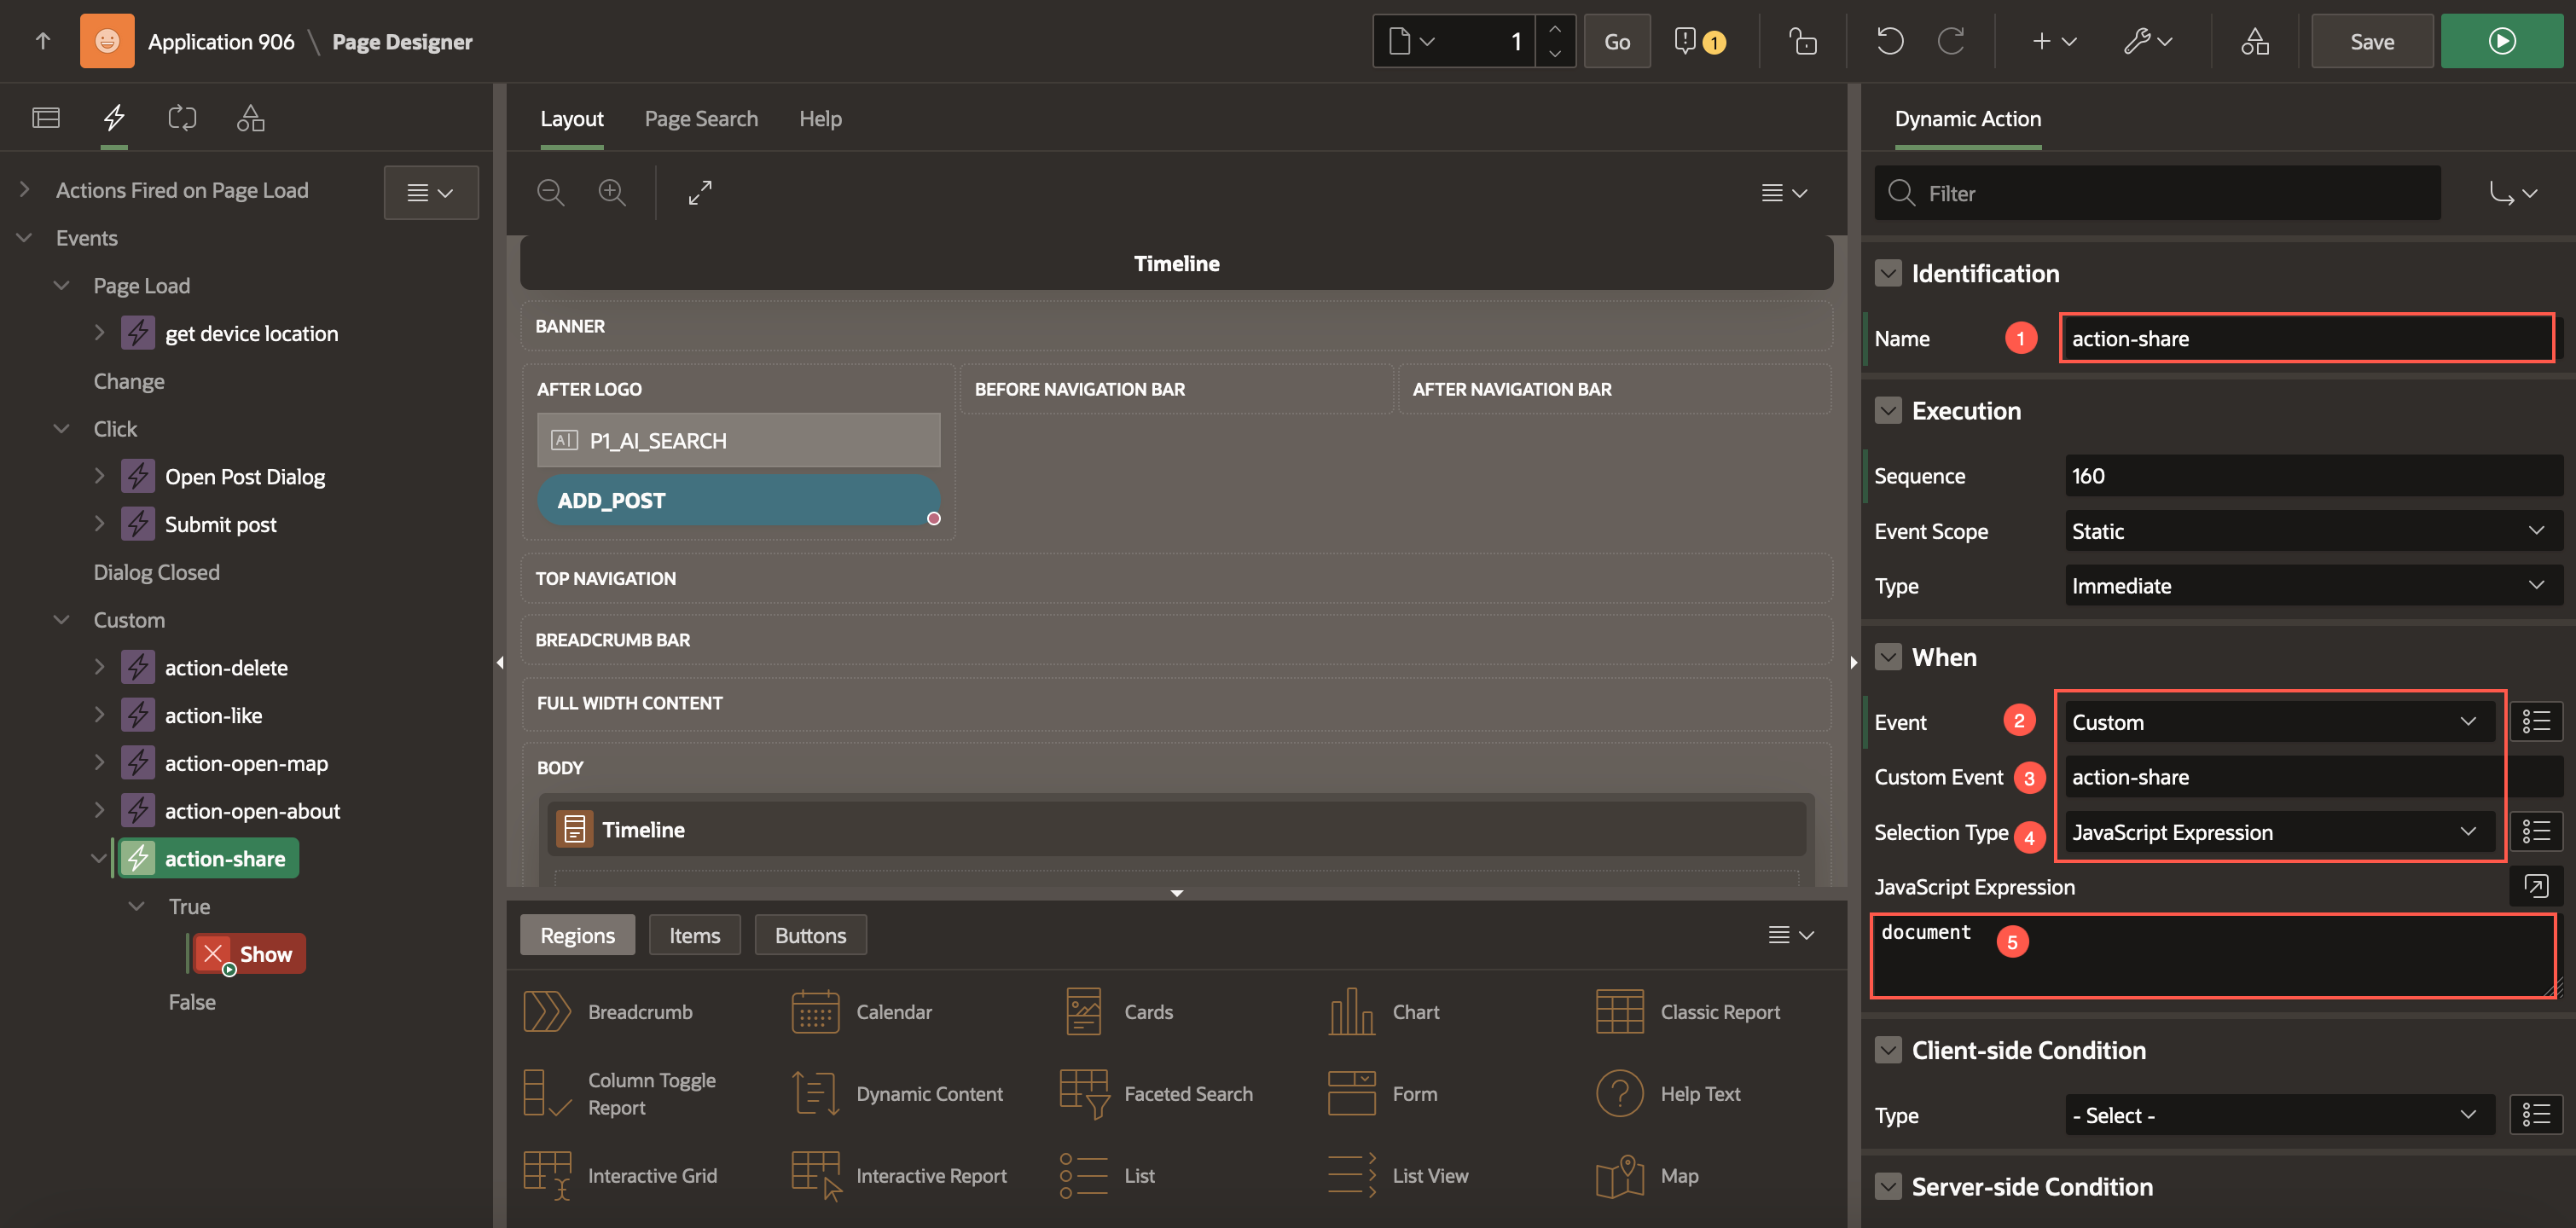 Application 906 \ Page Designer
1
Go
1
Save
Layout
Page Search
Help
Dynamic Action
Actions Fired on Page Load
Events
Page Load
get device location
Change
Click
Open Post Dialog
Submit post
Dialog Closed
Custom
action-delete
action-like
action-open-map
action-open-about
action-share
True
Show
False
Timeline
BANNER
AFTER LOGO
BEFORE NAVIGATION BAR
AFTER NAVIGATION BAR
A|
P1_AI_SEARCH
ADD_POST
TOP NAVIGATION
BREADCRUMB BAR
FULL WIDTH CONTENT
BODY
Timeline
Regions
Items
Buttons
Breadcrumb
Calendar
Cards
Chart
Classic Report
Column Toggle
Report
Dynamic Content
Faceted Search
Form
Help Text
Interactive Grid
Interactive Report
List
List View
Map
Filter
Identification
Name
1
action-share
Execution
Sequence
160
Event Scope
Static
Type
Immediate
When
Event
2
Custom
Custom Event
3
action-share
Selection Type
4
JavaScript Expression
JavaScript Expression
document
5
Client-side Condition
Type
- Select -
Server-side Condition